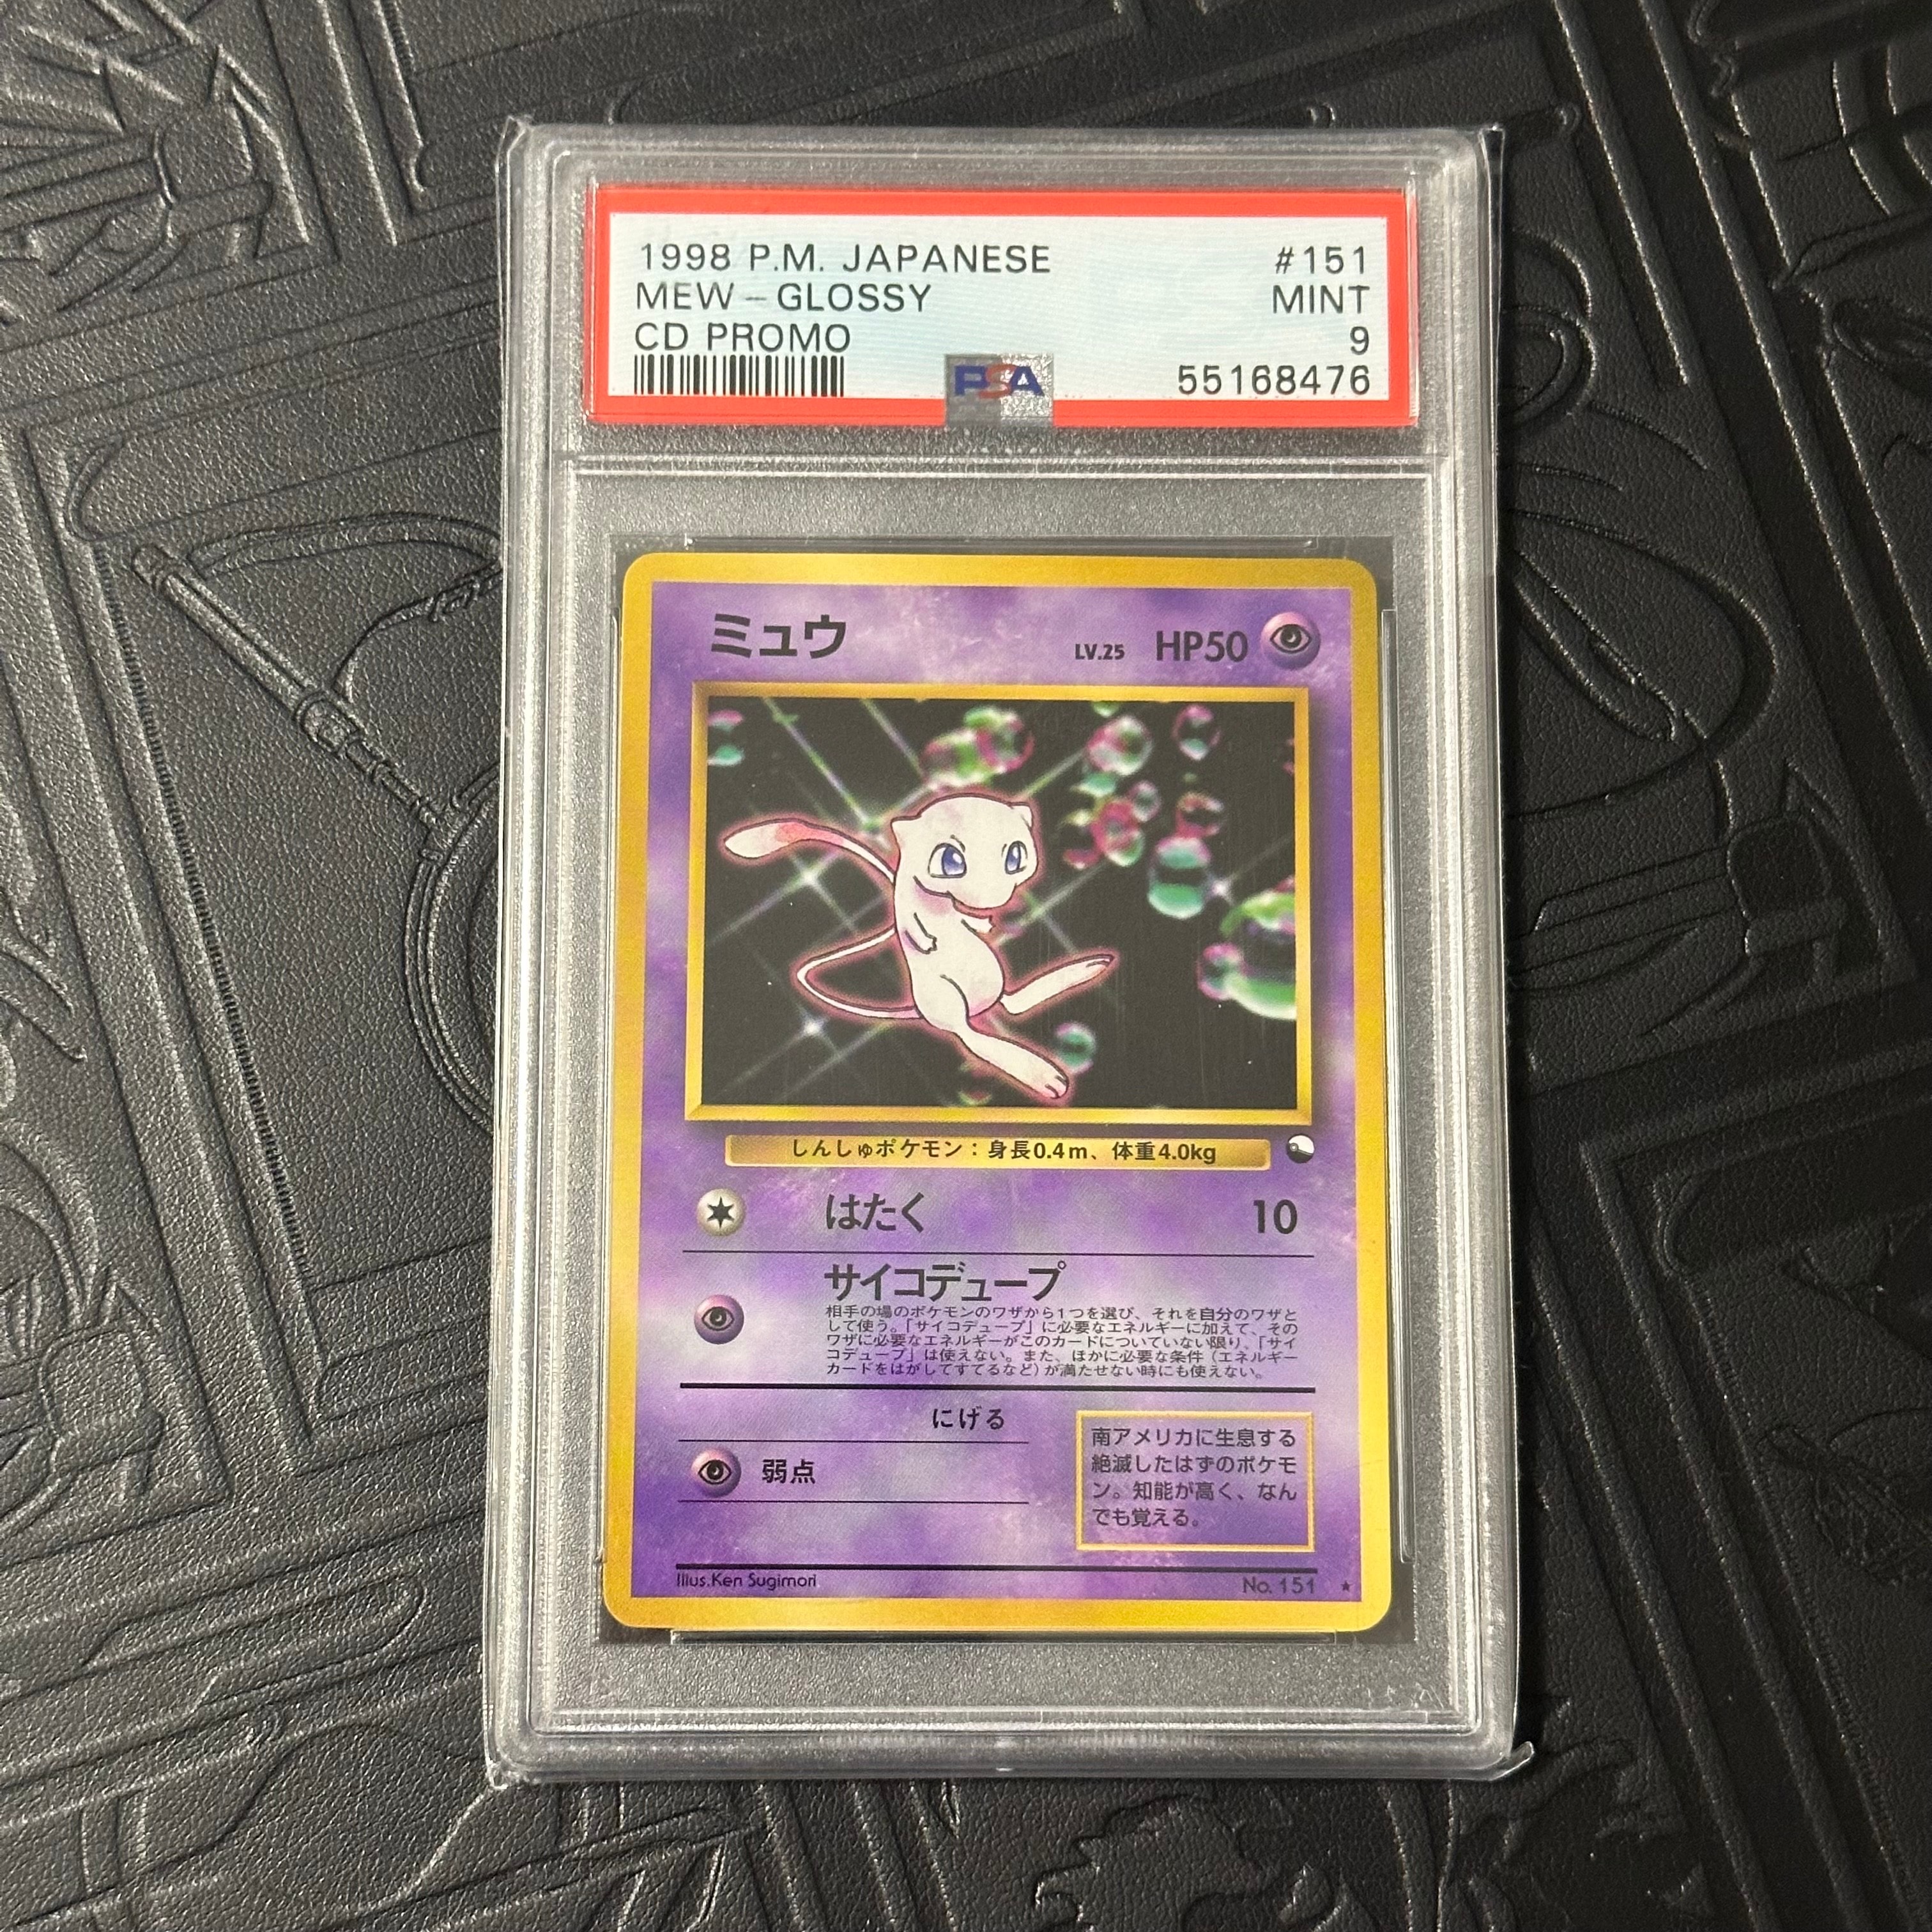 1998 P.M. JAPANESE #151
MEW - GLOSSY MINT
CD PROMO 9
PSA 55168476
ミュウ LV.25 HP50
しんしゅポケモン：身長0.4m、体重4.0kg
はたく 10
サイコデュープ
相手の場のポケモンのワザから1つを選び、それを自分のワザと
して使う。「サイコデュープ」に必要なエネルギーに加えて、その
ワザに必要なエネルギーがこのカードについていない限り、「サイ
コデュープ」は使えない。また、ほかに必要な条件（エネルギー
カードをはがしてすてるなど）が満たせない時にも使えない。
にげる
弱点
南アメリカに生息する
絶滅したはずのポケモ
ン。知能が高く、なん
でも覚える。
Illus.Ken Sugimori No. 151 ★